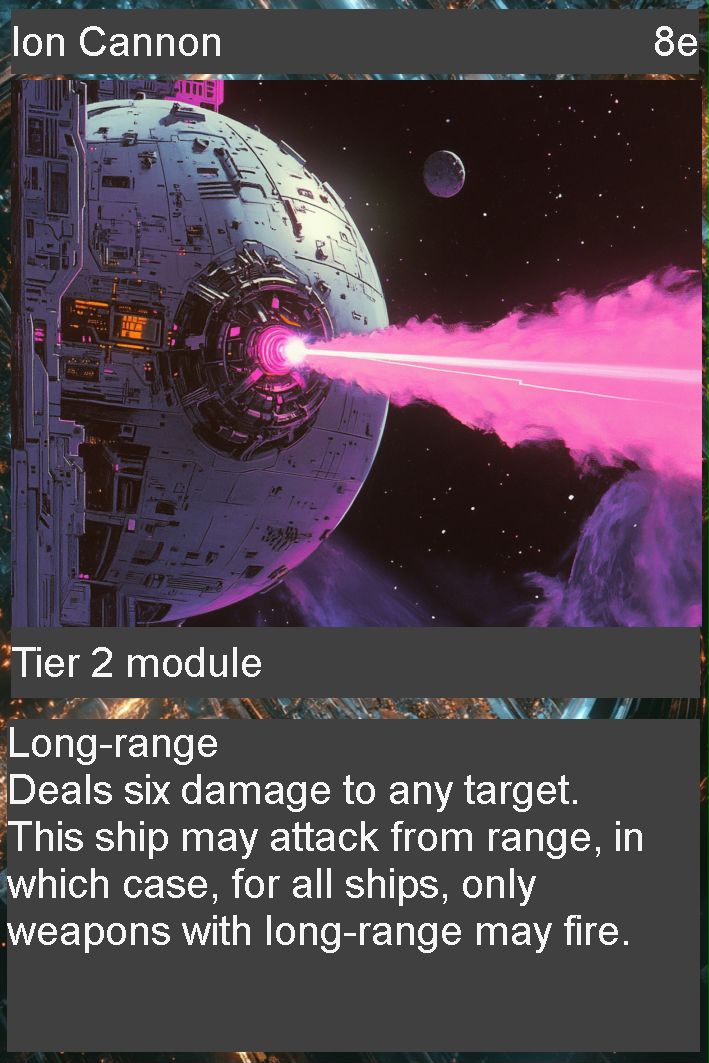 Ion Cannon 8e
Tier 2 module
Long-range
Deals six damage to any target.
This ship may attack from range, in
which case, for all ships, only
weapons with long-range may fire.